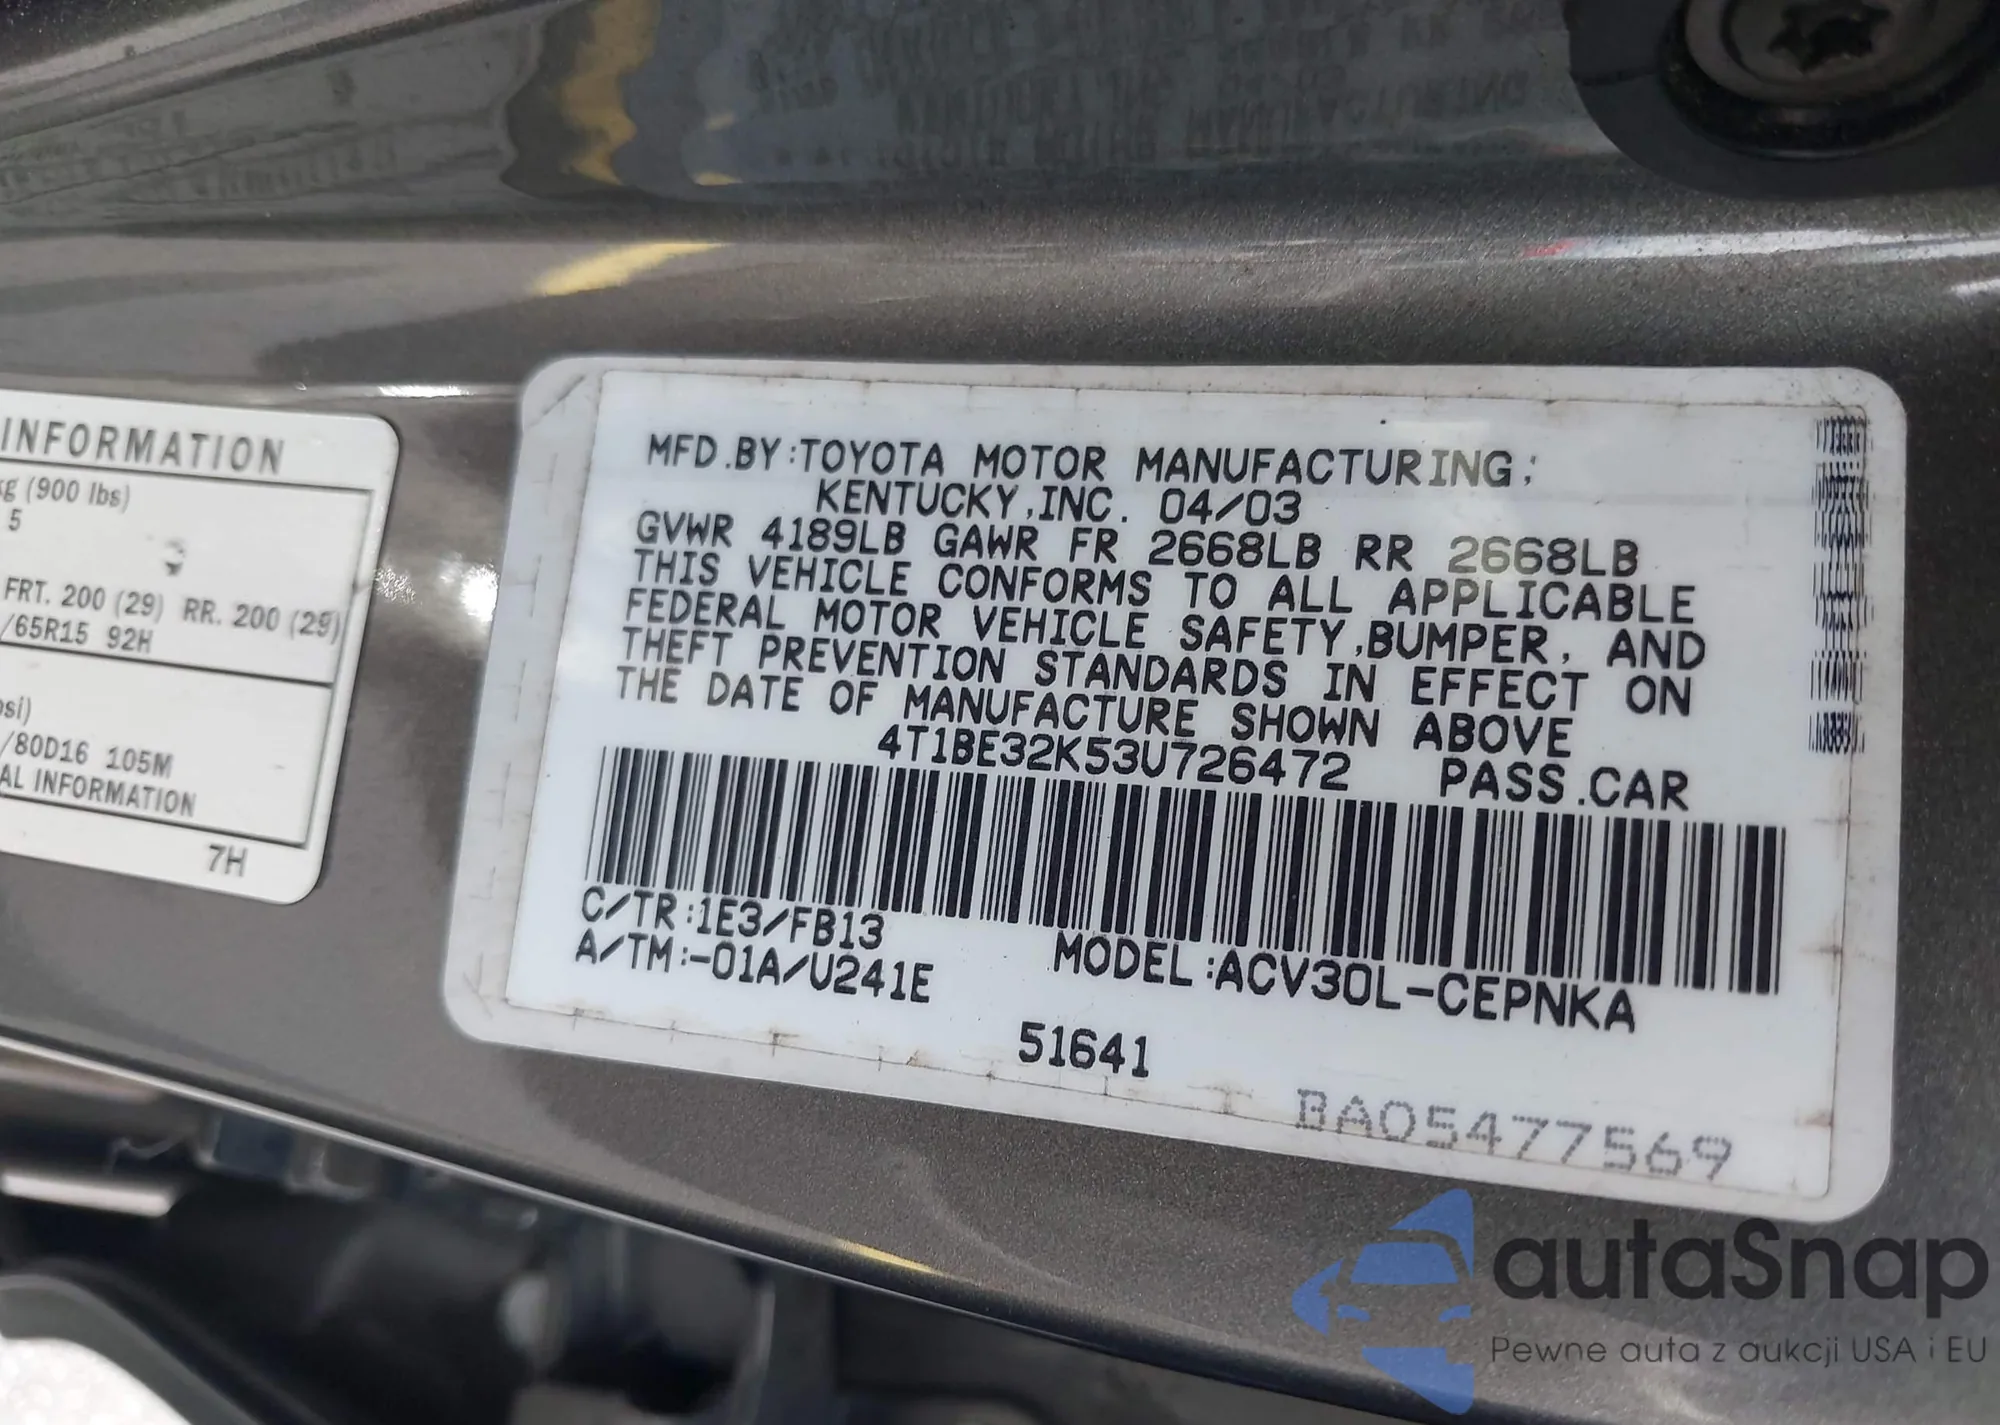 INFORMATION
kg (900 lbs)
5
FRT. 200 (29) RR. 200 (29)
/65R15 92H
psi)
/80D16 105M
AL INFORMATION
7H
MFD.BY:TOYOTA MOTOR MANUFACTURING;
KENTUCKY,INC. 04/03
GVWR 4189LB GAWR FR 2668LB RR 2668LB
THIS VEHICLE CONFORMS TO ALL APPLICABLE
FEDERAL MOTOR VEHICLE SAFETY,BUMPER, AND
THEFT PREVENTION STANDARDS IN EFFECT ON
THE DATE OF MANUFACTURE SHOWN ABOVE
4T1BE32K53U726472 PASS.CAR
C/TR:1E3/FB13
A/TM:-01A/U241E MODEL:ACV30L-CEPNKA
51641
BA05477569
autaSnap
Pewne auta z aukcji USA i EU